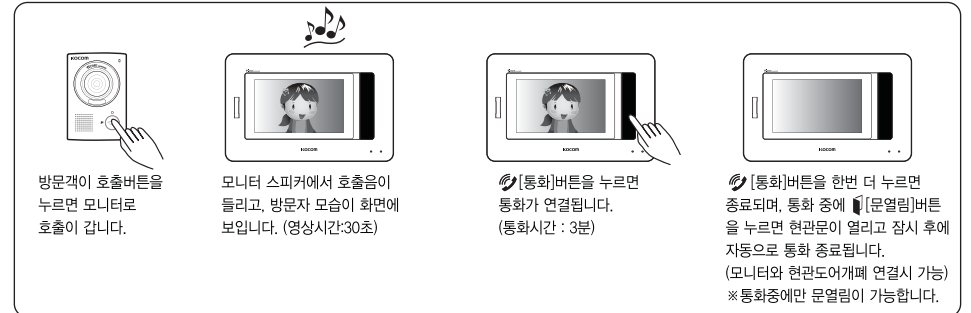 KOCOM
KOCOM
KOCOM
KOCOM
방문객이 호출버튼을
누르면 모니터로
호출이 갑니다.
모니터 스피커에서 호출음이
들리고, 방문자 모습이 화면에
보입니다. (영상시간:30초)
[통화]버튼을 누르면
통화가 연결됩니다.
(통화시간 : 3분)
[통화]버튼을 한번 더 누르면
종료되며, 통화 중에 [문열림]버튼
을 누르면 현관문이 열리고 잠시 후에
자동으로 통화 종료됩니다.
(모니터와 현관도어개폐 연결시 가능)
※통화중에만 문열림이 가능합니다.